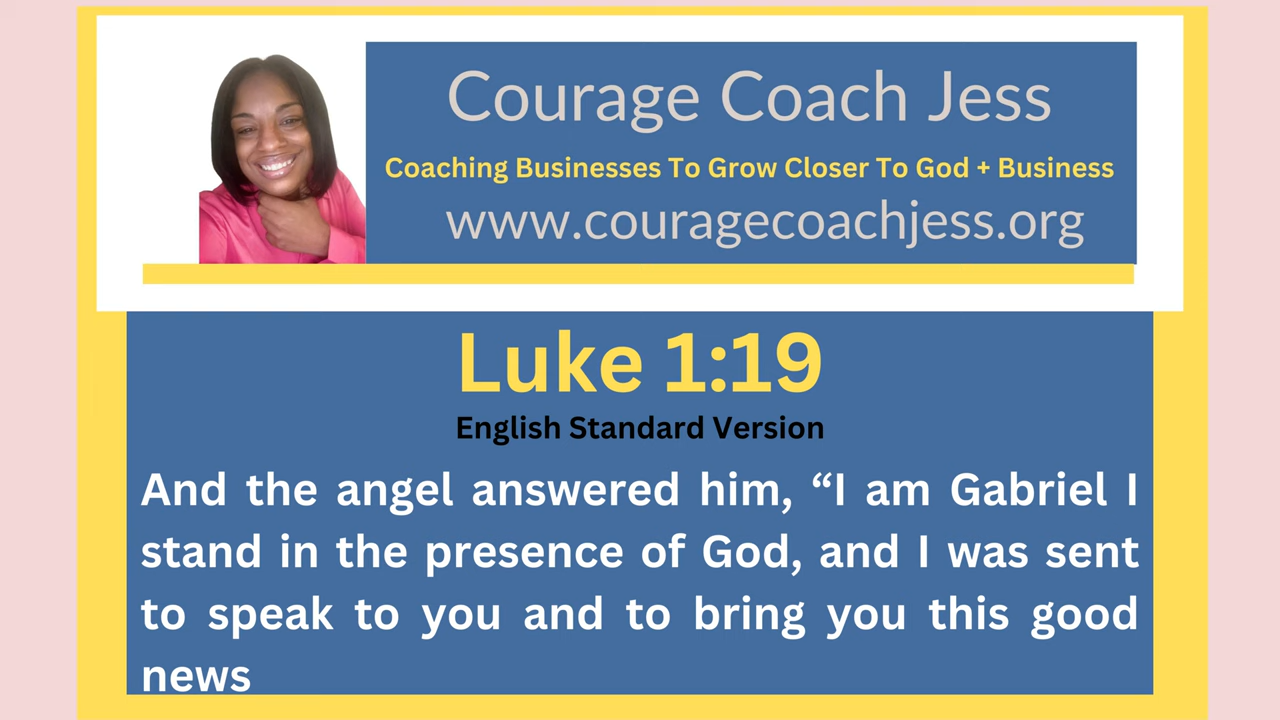 Courage Coach Jess
Coaching Businesses To Grow Closer To God + Business
www.couragecoachjess.org
Luke 1:19
English Standard Version
And the angel answered him, “I am Gabriel I
stand in the presence of God, and I was sent
to speak to you and to bring you this good
news